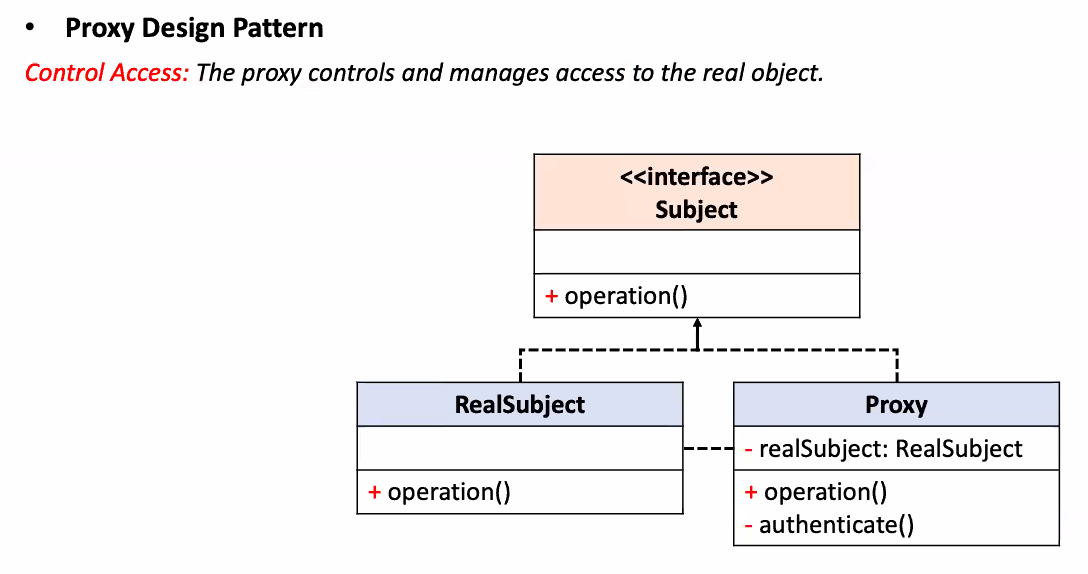 • Proxy Design Pattern
Control Access: The proxy controls and manages access to the real object.
<<interface>>
Subject
+ operation()
RealSubject
+ operation()
Proxy
- realSubject: RealSubject
+ operation()
- authenticate()